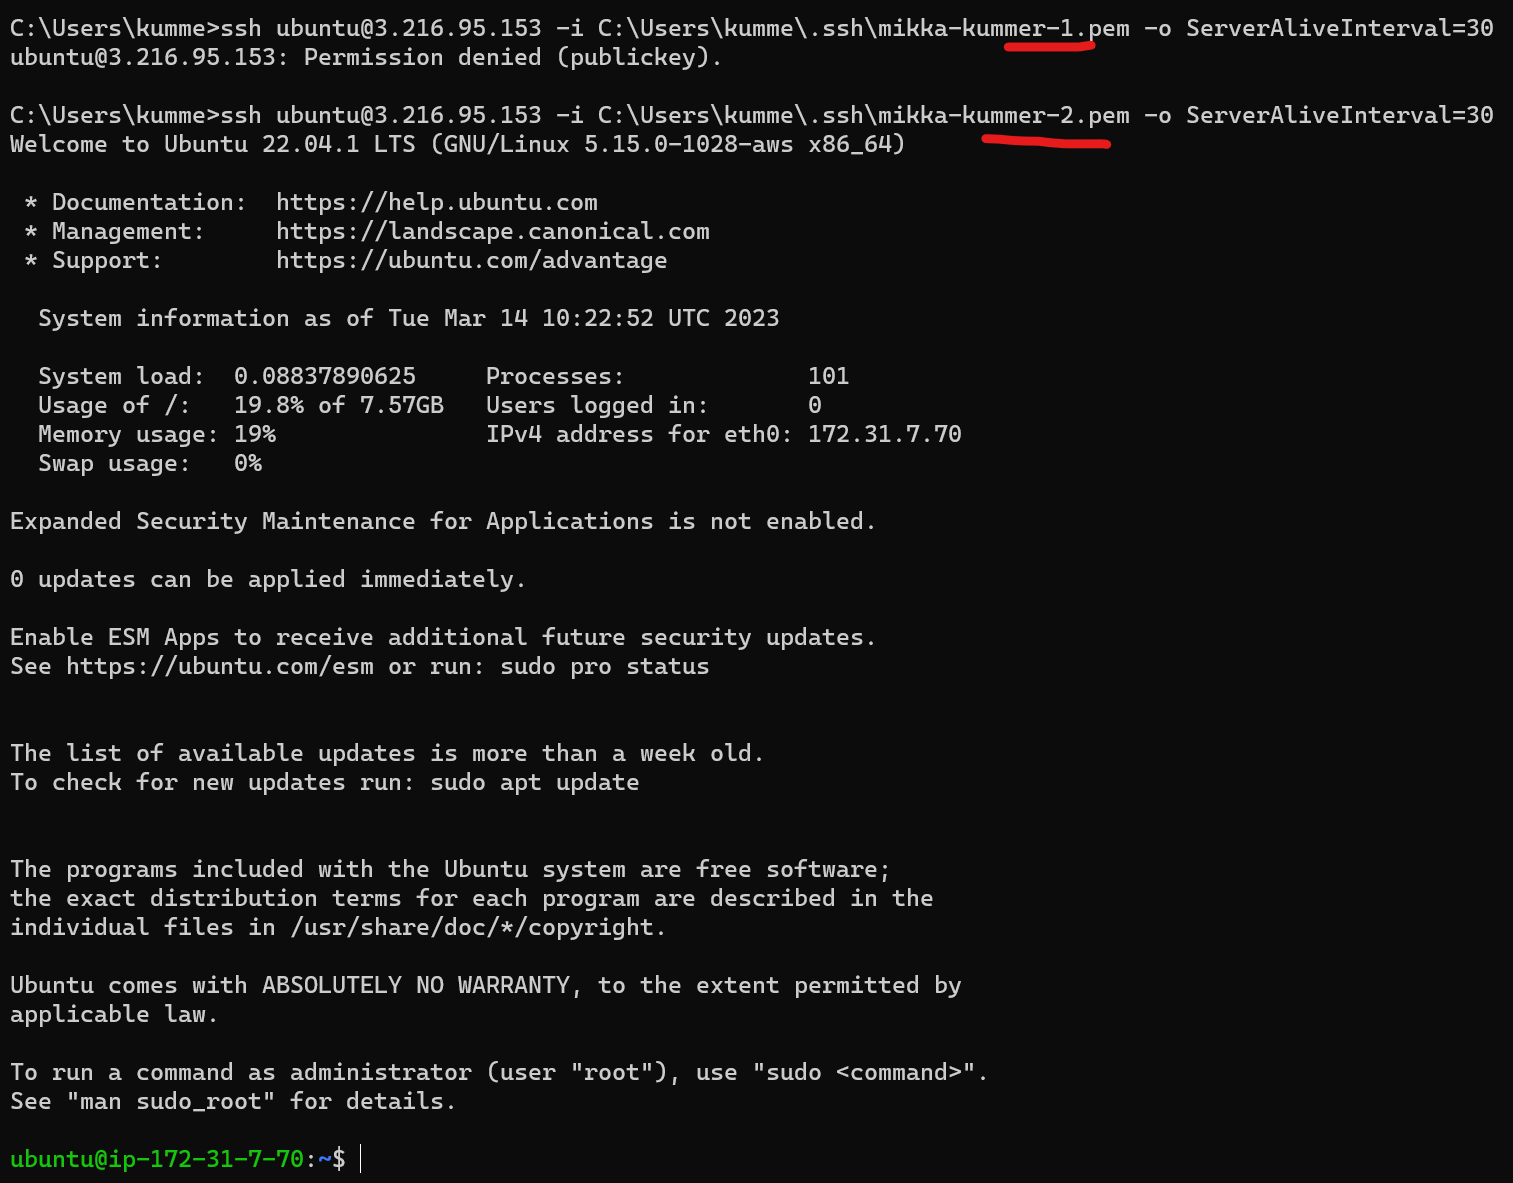 C:\Users\kumme>ssh ubuntu@3.216.95.153 -i C:\Users\kumme\.ssh\mikka-kummer-1.pem -o ServerAliveInterval=30
ubuntu@3.216.95.153: Permission denied (publickey).
C:\Users\kumme>ssh ubuntu@3.216.95.153 -i C:\Users\kumme\.ssh\mikka-kummer-2.pem -o ServerAliveInterval=30
Welcome to Ubuntu 22.04.1 LTS (GNU/Linux 5.15.0-1028-aws x86_64)
* Documentation:  https://help.ubuntu.com
* Management:     https://landscape.canonical.com
* Support:        https://ubuntu.com/advantage
System information as of Tue Mar 14 10:22:52 UTC 2023
System load:  0.08837890625     Processes:             101
Usage of /:   19.8% of 7.57GB   Users logged in:       0
Memory usage: 19%               IPv4 address for eth0: 172.31.7.70
Swap usage:   0%
Expanded Security Maintenance for Applications is not enabled.
0 updates can be applied immediately.
Enable ESM Apps to receive additional future security updates.
See https://ubuntu.com/esm or run: sudo pro status
The list of available updates is more than a week old.
To check for new updates run: sudo apt update
The programs included with the Ubuntu system are free software;
the exact distribution terms for each program are described in the
individual files in /usr/share/doc/*/copyright.
Ubuntu comes with ABSOLUTELY NO WARRANTY, to the extent permitted by
applicable law.
To run a command as administrator (user "root"), use "sudo <command>".
See "man sudo_root" for details.
ubuntu@ip-172-31-7-70:~$